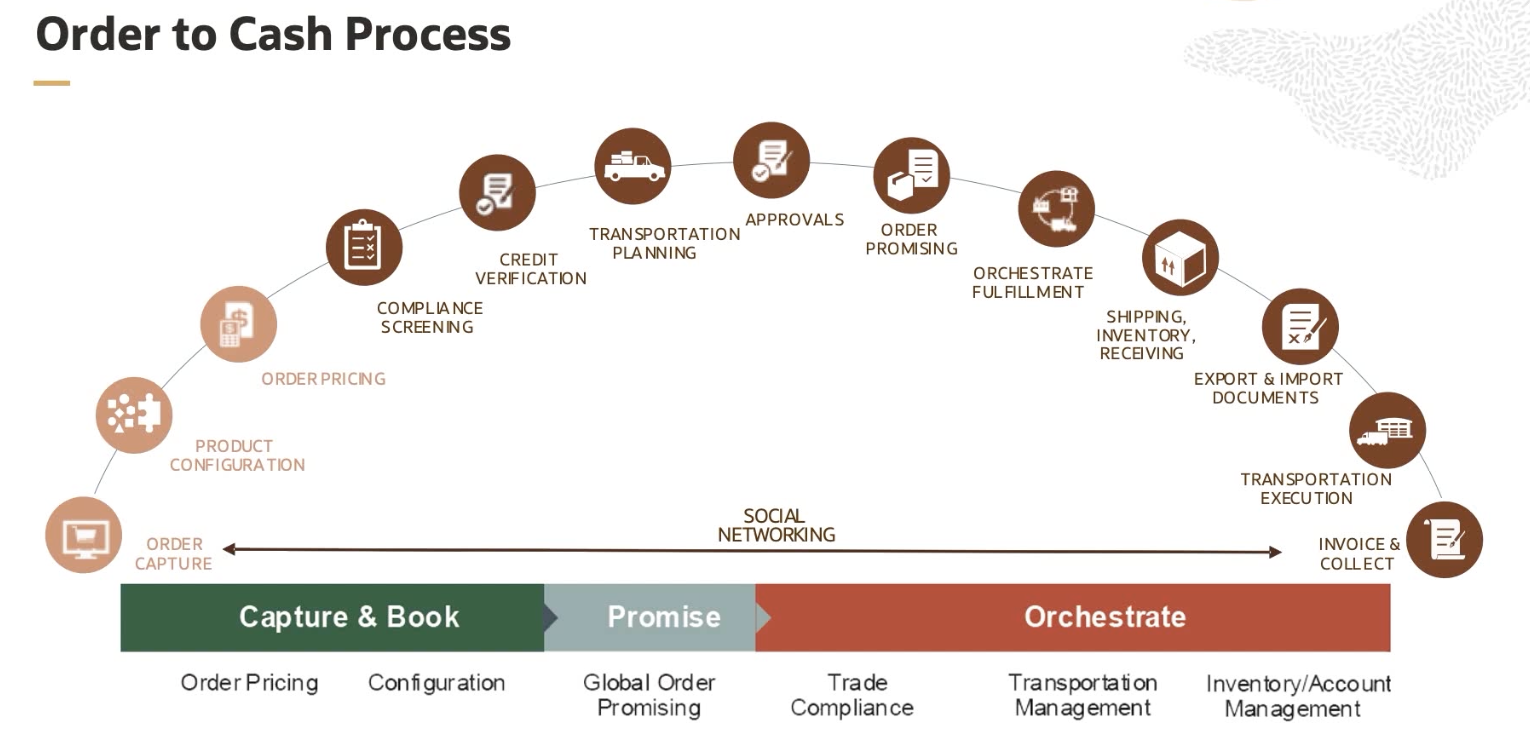 Order to Cash Process
ORDER
CAPTURE
PRODUCT
CONFIGURATION
ORDER PRICING
COMPLIANCE
SCREENING
CREDIT
VERIFICATION
TRANSPORTATION
PLANNING
APPROVALS
ORDER
PROMISING
ORCHESTRATE
FULFILLMENT
SHIPPING,
INVENTORY,
RECEIVING
EXPORT & IMPORT
DOCUMENTS
TRANSPORTATION
EXECUTION
INVOICE &
COLLECT
SOCIAL
NETWORKING
Capture & Book
Promise
Orchestrate
Order Pricing
Configuration
Global Order
Promising
Trade
Compliance
Transportation
Management
Inventory/Account
Management